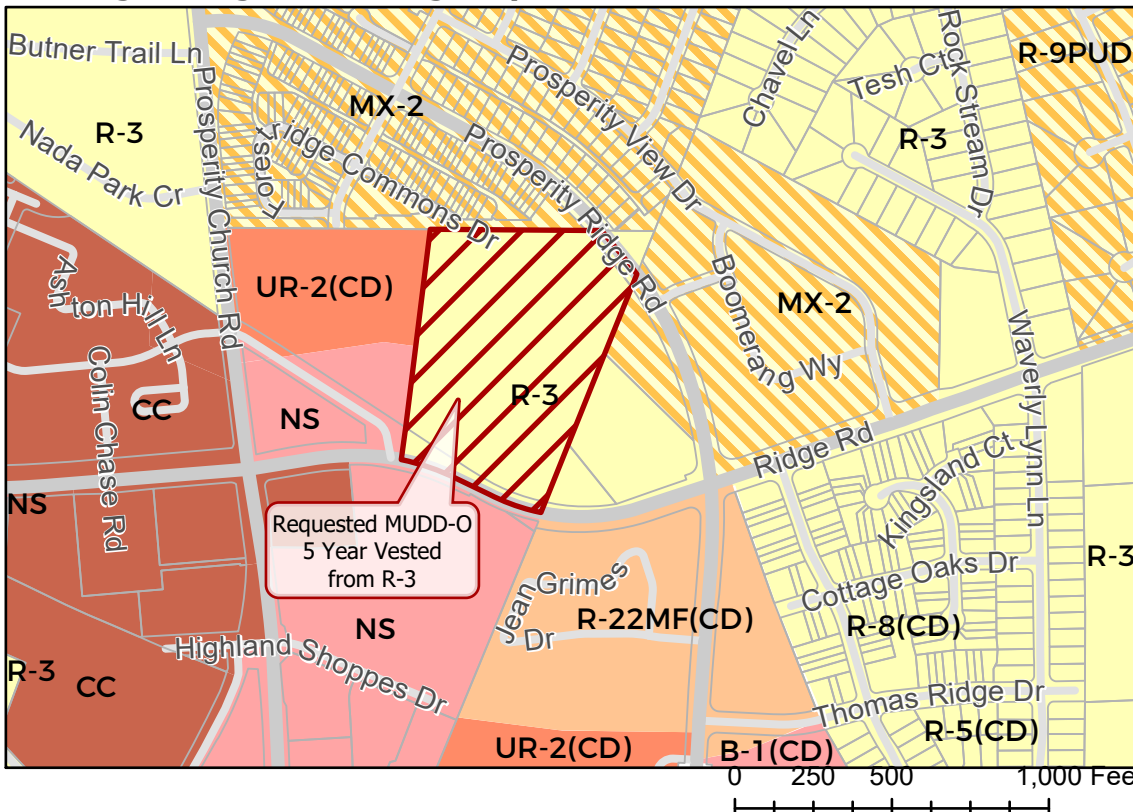 Butner Trail Ln
Prosperity Church Rd
MX-2
Prosperity View Dr
Chavel Ln
Tesh Ct
Rock Stream Dr
R-9PUD
R-3
R-3
Nada Park Cr
Forest
ridge Commons Dr
Prosperity Ridge Rd
UR-2(CD)
Boomerang Wy
MX-2
Ashton Hill Ln
Colin Chase Rd
CC
NS
R-3
Waverly Lynn Ln
Ridge Rd
NS
Kingsland Ct
Requested MUDD-O
5 Year Vested
from R-3
Jean Grimes
Dr
R-22MF(CD)
Cottage Oaks Dr
R-8(CD)
R-3
NS
Highland Shoppes Dr
R-3
CC
Thomas Ridge Dr
R-5(CD)
UR-2(CD)
B-1(CD)
0 250 500 1,000 Fee